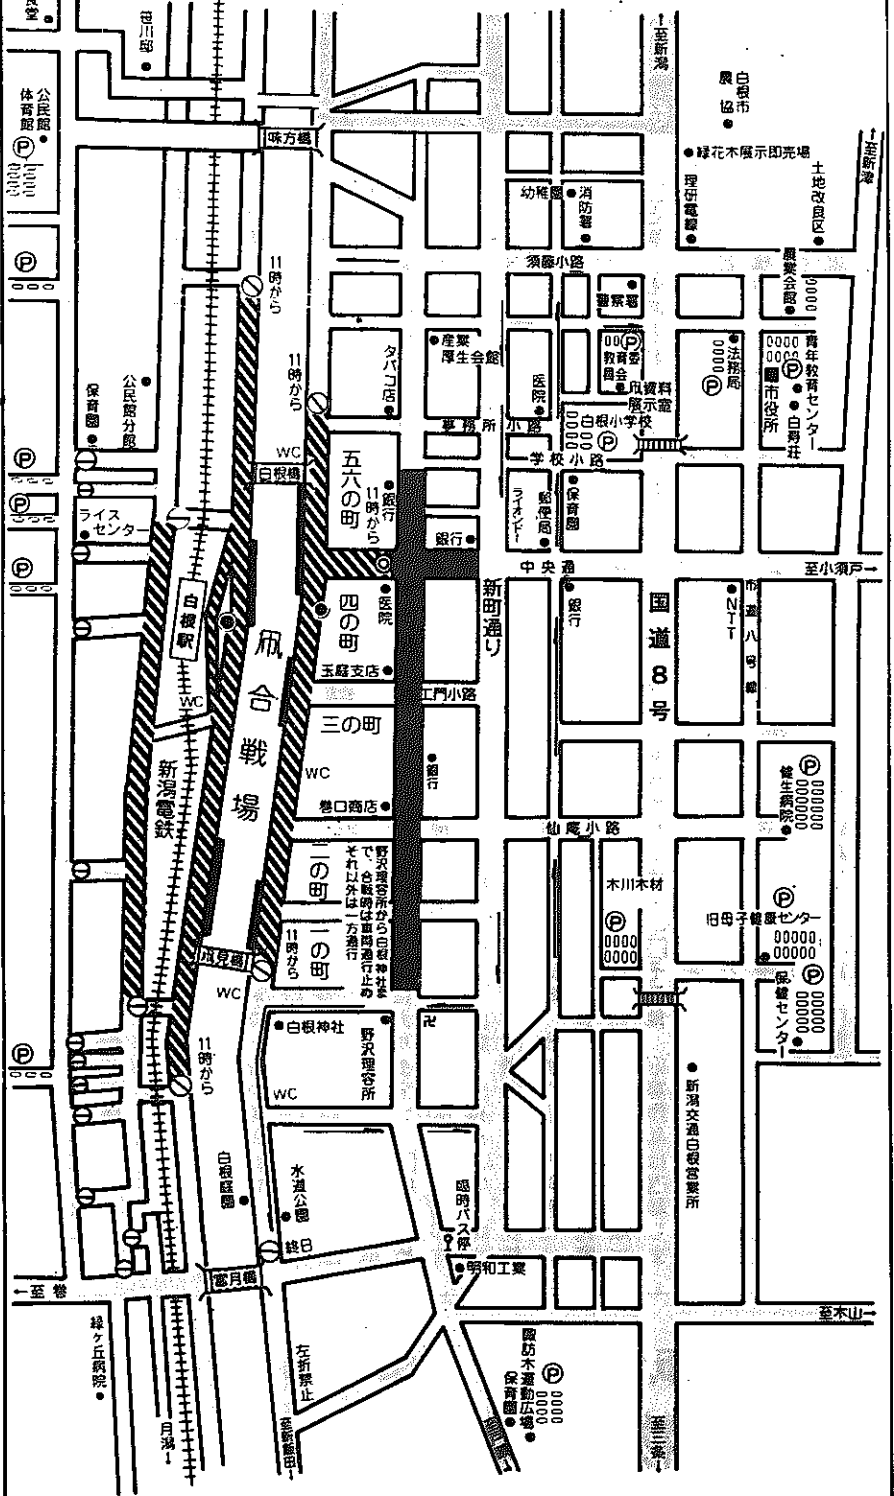 食堂
笹川邸
←至新潟
白根市
農協
公民館
体育館
P
味方橋
緑花木展示即売場
←至新津
理研電線
土地改良区
幼稚園
消防署
11時から
須藤小路
農業会館
P
警察署
産業
厚生会館
P
教育委
員会
法務局
P
青年教育センター
P
市役所
白寿荘
11時から
タバコ店
医院
凧資料
展示室
公民館分館
保育園
事務所小路
白根小学校
P
WC
白根橋
学校小路
P
五六の町
銀行
11時から
P
ライス
センター
銀行
ライオンドー
郵便局
保育園
P
中央通
至小須戸→
白根駅
四の町
医院
新町通り
銀行
国道8号
NTT
市道八号線
凧合戦場
玉庭支店
工門小路
WC
三の町
新潟電鉄
WC
銀行
P
健生病院
巻口商店
仙庵小路
二の町
野沢理容所から白根神社ま
で、合戦時は車両通行止め
それ以外は一方通行
木川木材
P
P
旧母子健康センター
一の町
11時から
凧見橋
WC
P
保健センター
白根神社
野沢理容所
卍
P
11時から
WC
新潟交通白根営業所
白根庭園
水道公園
臨時バス停
終日
明和工業
←至巻
至木山→
緑ヶ丘病院
左折禁止
諏訪木運動広場
保育園
P
月潟→
至新飯田→
至三条→